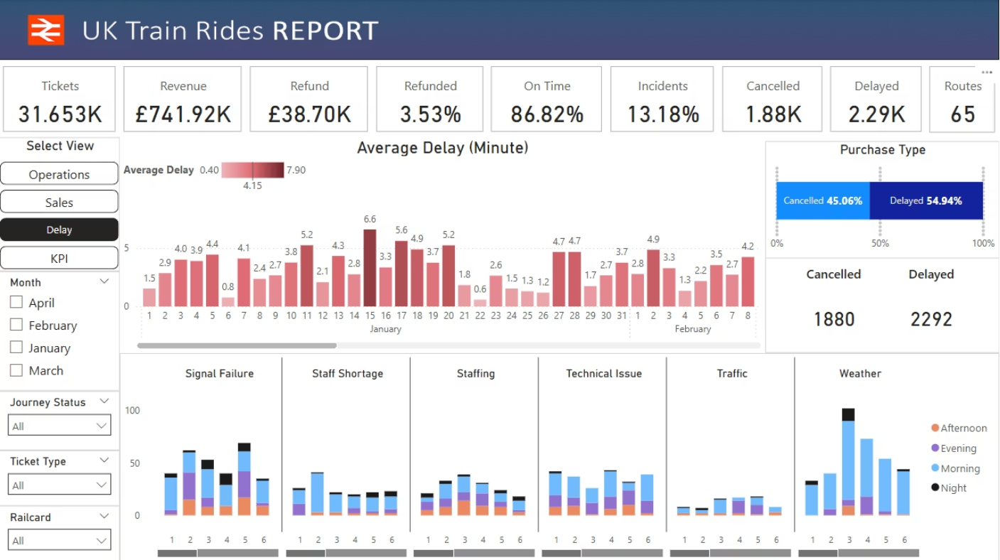 UK Train Rides REPORT
Tickets
31.653K
Revenue
£741.92K
Refund
£38.70K
Refunded
3.53%
On Time
86.82%
Incidents
13.18%
Cancelled
1.88K
Delayed
2.29K
Routes
65
Select View
Operations
Sales
Delay
KPI
Month
April
February
January
March
Journey Status
All
Ticket Type
All
Railcard
All
Average Delay (Minute)
Average Delay 0.40 7.90
4.15
5
0
1.5 2.9 4.0 3.9 4.4 0.8 4.1 2.4 2.7 3.8 5.2 2.1 4.3 2.8 6.6 3.3 5.6 4.9 3.7 5.2 1.8 0.6 2.6 1.5 1.3 1.2 4.7 4.7 1.7 2.7 3.7 2.8 4.9 3.3 1.3 2.2 3.5 2.7 4.2
1 2 3 4 5 6 7 8 9 10 11 12 13 14 15 16 17 18 19 20 21 22 23 24 25 26 27 28 29 30 31 1 2 3 4 5 6 7 8
January February
Purchase Type
Cancelled 45.06% Delayed 54.94%
0% 50% 100%
Cancelled Delayed
1880 2292
Signal Failure Staff Shortage Staffing Technical Issue Traffic Weather
100
50
0
1 2 3 4 5 6 1 2 3 4 5 6 1 2 3 4 5 6 1 2 3 4 5 6 1 2 3 4 5 6 1 2 3 4 5 6
Afternoon
Evening
Morning
Night